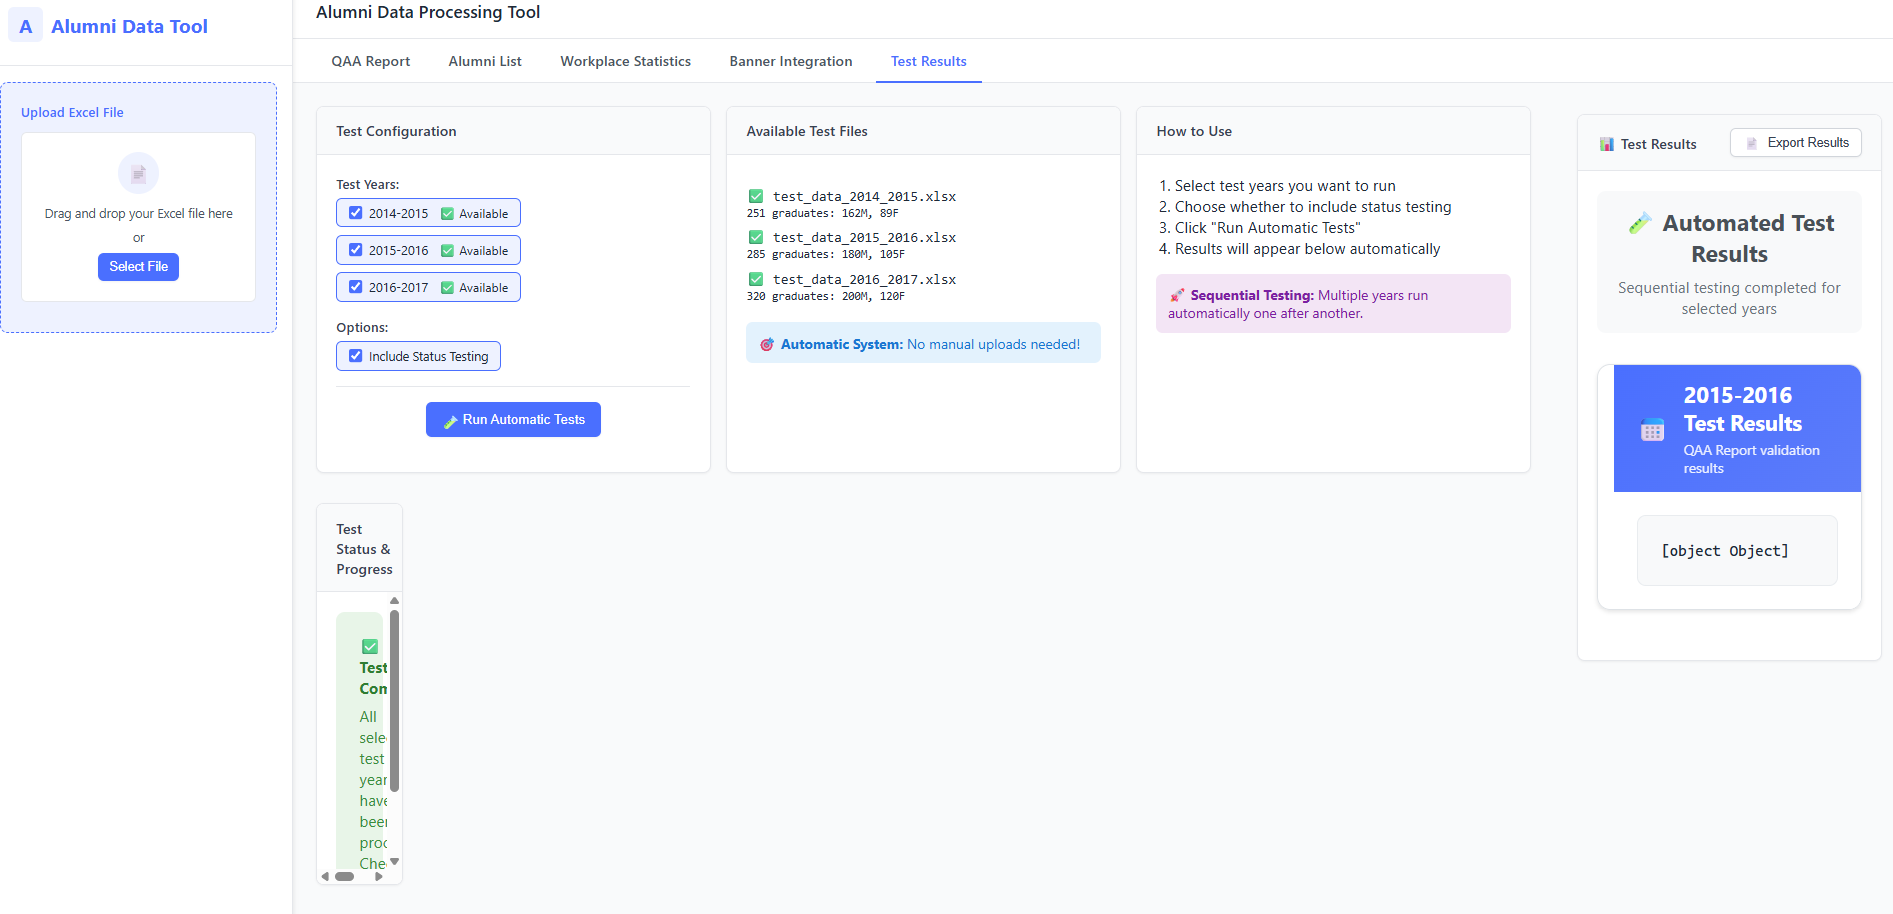 A Alumni Data Tool
Upload Excel File
Drag and drop your Excel file here
or
Select File
Alumni Data Processing Tool
QAA Report Alumni List Workplace Statistics Banner Integration Test Results
Test Configuration
Test Years:
2014-2015 ✅ Available
2015-2016 ✅ Available
2016-2017 ✅ Available
Options:
Include Status Testing
Run Automatic Tests
Available Test Files
✅ test_data_2014_2015.xlsx
251 graduates: 162M, 89F
✅ test_data_2015_2016.xlsx
285 graduates: 180M, 105F
✅ test_data_2016_2017.xlsx
320 graduates: 200M, 120F
Automatic System: No manual uploads needed!
How to Use
1. Select test years you want to run
2. Choose whether to include status testing
3. Click "Run Automatic Tests"
4. Results will appear below automatically
Sequential Testing: Multiple years run
automatically one after another.
Test
Status &
Progress
✅
Test
Com
All
sele
test
year
have
been
proc
Che
Test Results
Export Results
Automated Test
Results
Sequential testing completed for
selected years
2015-2016
Test Results
QAA Report validation
results
[object Object]